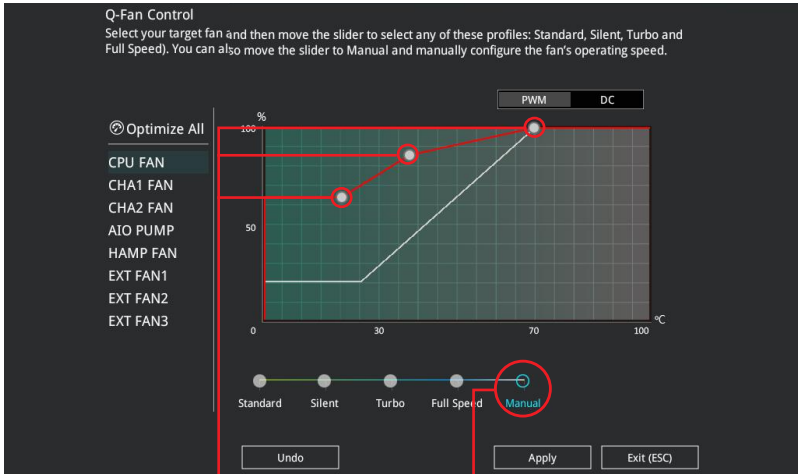 Q-Fan Control
Select your target fan and then move the slider to select any of these profiles: Standard, Silent, Turbo and
Full Speed). You can also move the slider to Manual and manually configure the fan's operating speed.
PWM DC
%
Optimize All
100
CPU FAN
CHA1 FAN
CHA2 FAN
AIO PUMP
50
HAMP FAN
EXT FAN1
EXT FAN2
EXT FAN3
ºC
0 30 70 100
Standard Silent Turbo Full Speed Manual
Undo Apply Exit (ESC)